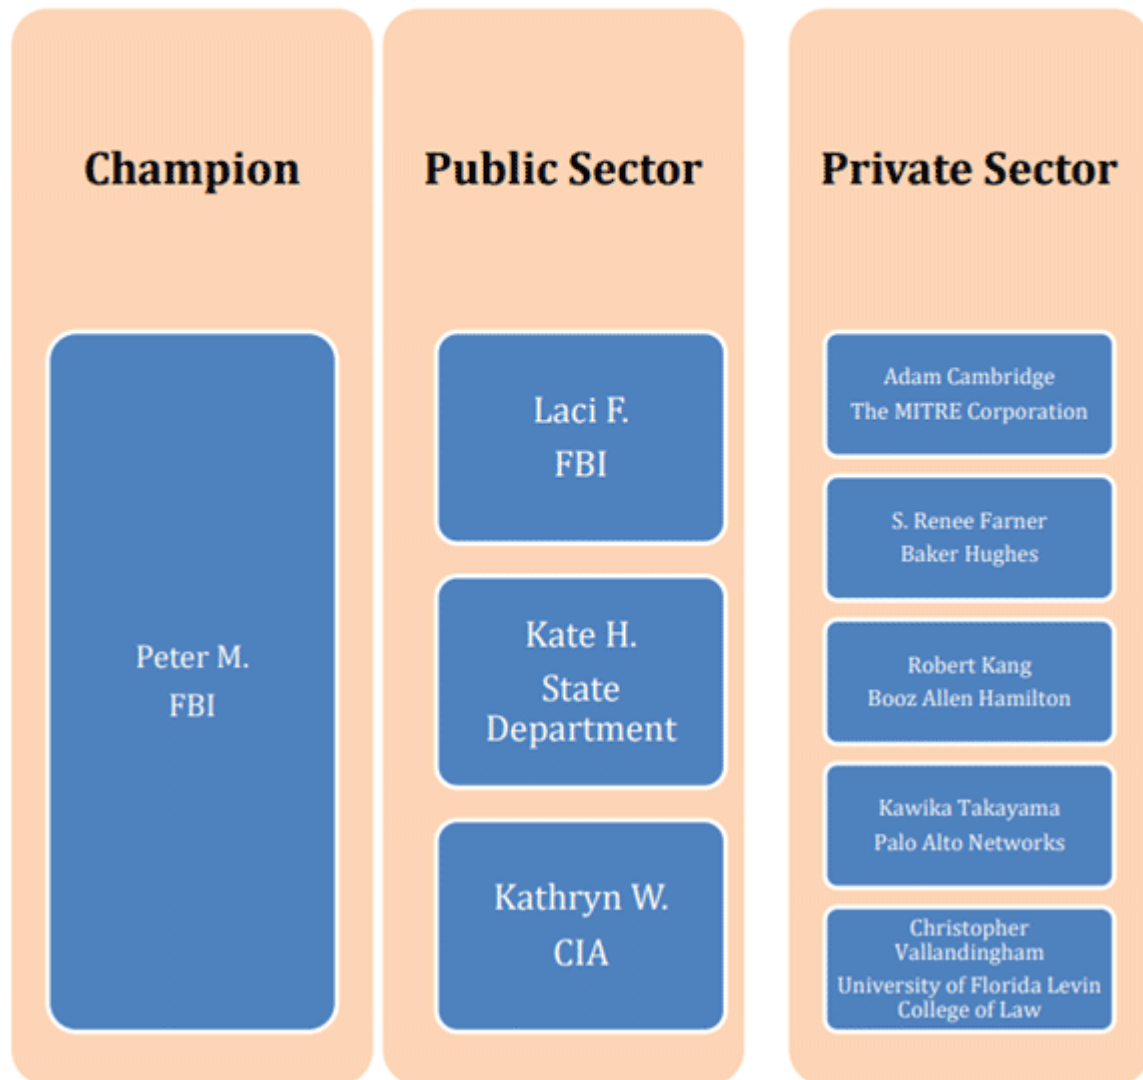 Champion
Peter M.
FBI
Public Sector
Laci F.
FBI
Kate H.
State
Department
Kathryn W.
CIA
Private Sector
Adam Cambridge
The MITRE Corporation
S. Renee Farner
Baker Hughes
Robert Kang
Booz Allen Hamilton
Kawika Takayama
Palo Alto Networks
Christopher
Vallandingham
University of Florida Levin
College of Law